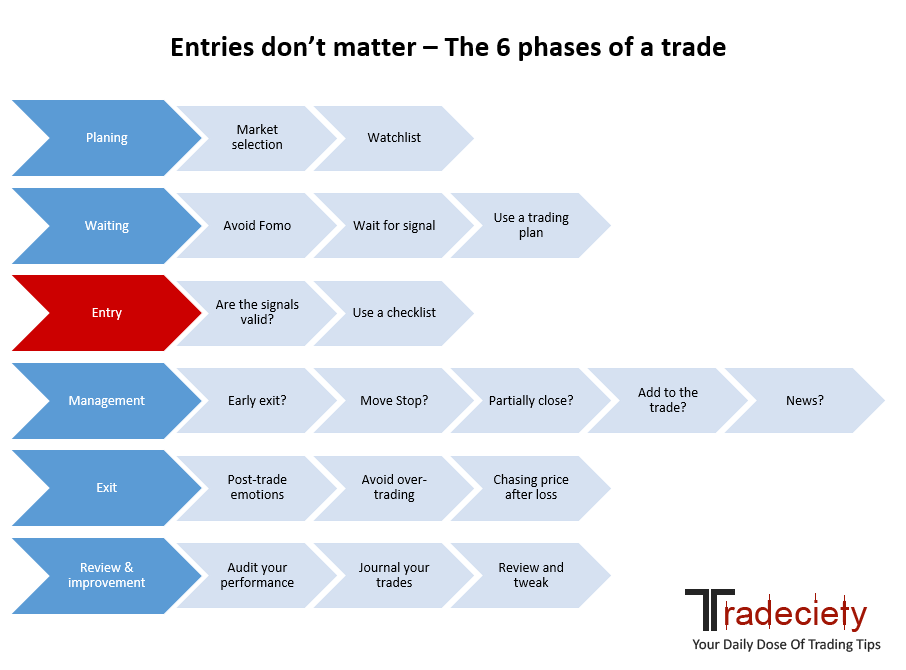 Entries don’t matter – The 6 phases of a trade
Planing
Market
selection
Watchlist
Waiting
Avoid Fomo
Wait for signal
Use a trading
plan
Entry
Are the signals
valid?
Use a checklist
Management
Early exit?
Move Stop?
Partially close?
Add to the
trade?
News?
Exit
Post-trade
emotions
Avoid over-
trading
Chasing price
after loss
Review &
improvement
Audit your
performance
Journal your
trades
Review and
tweak
Tradeciety
Your Daily Dose Of Trading Tips